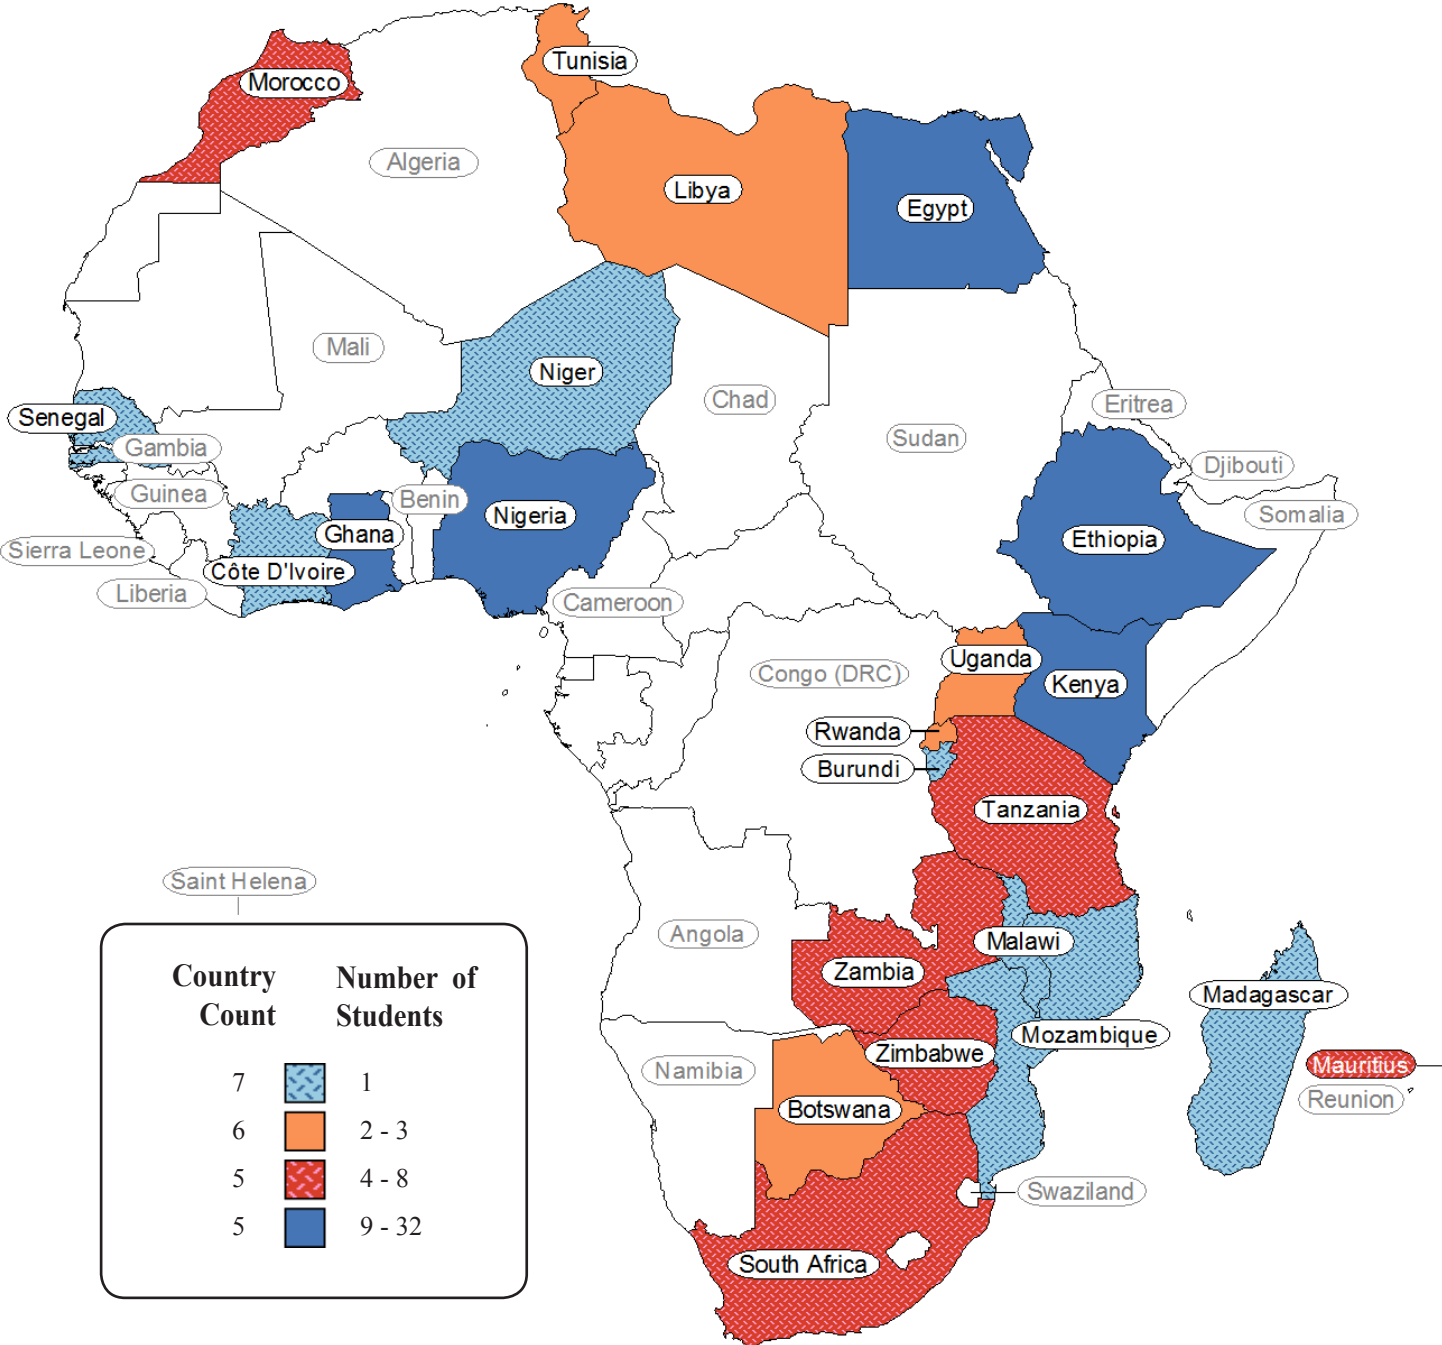 Tunisia
Morocco
Algeria
Libya
Egypt
Mali
Niger
Chad
Eritrea
Senegal
Sudan
Gambia
Djibouti
Guinea
Benin
Nigeria
Somalia
Ghana
Ethiopia
Sierra Leone
Côte D'Ivoire
Liberia
Cameroon
Uganda
Congo (DRC)
Kenya
Rwanda
Burundi
Tanzania
Saint Helena
Angola
Malawi
Zambia
Madagascar
Mozambique
Zimbabwe
Mauritius
Namibia
Reunion
Botswana
Swaziland
South Africa
Country Number of
Count Students
7 1
6 2 - 3
5 4 - 8
5 9 - 32